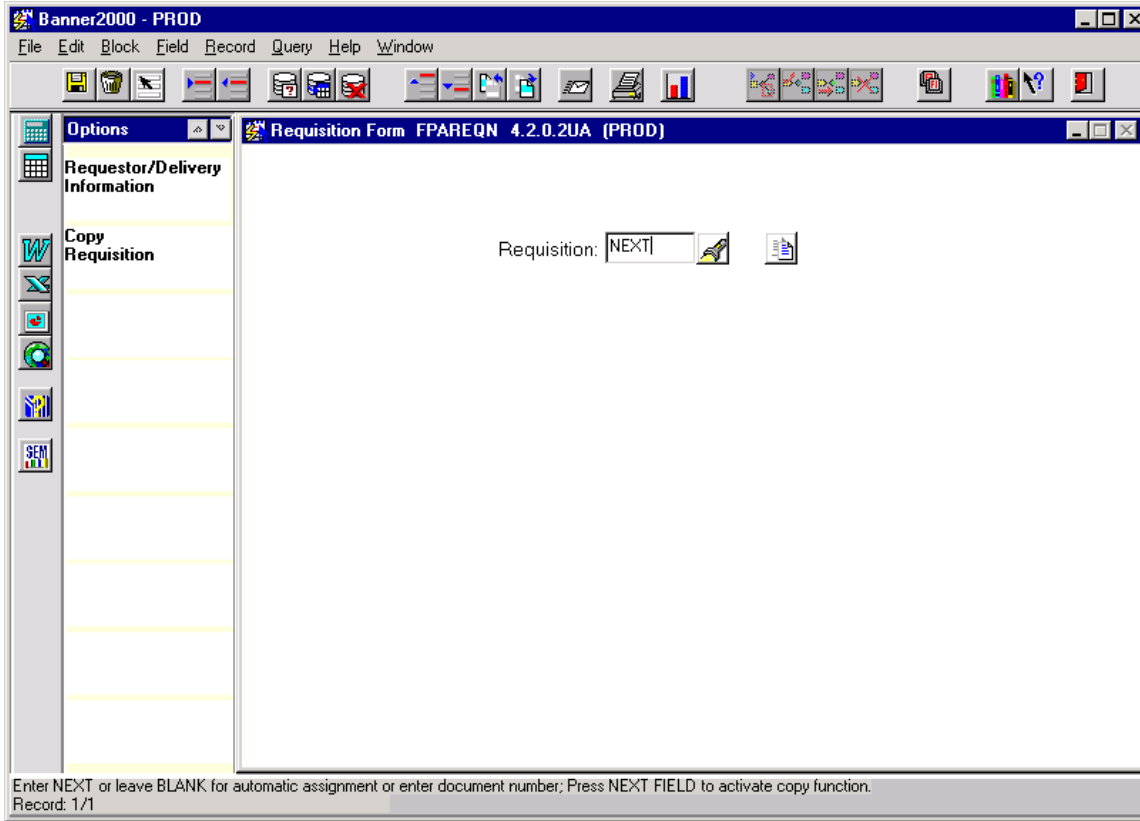 Banner2000 - PROD
File Edit Block Field Record Query Help Window
Options
Requisition Form FPAREQN 4.2.0.2UA (PROD)
Requestor/Delivery
Information
Copy
Requisition
Requisition: NEXT
SEM
Enter NEXT or leave BLANK for automatic assignment or enter document number; Press NEXT FIELD to activate copy function.
Record: 1/1